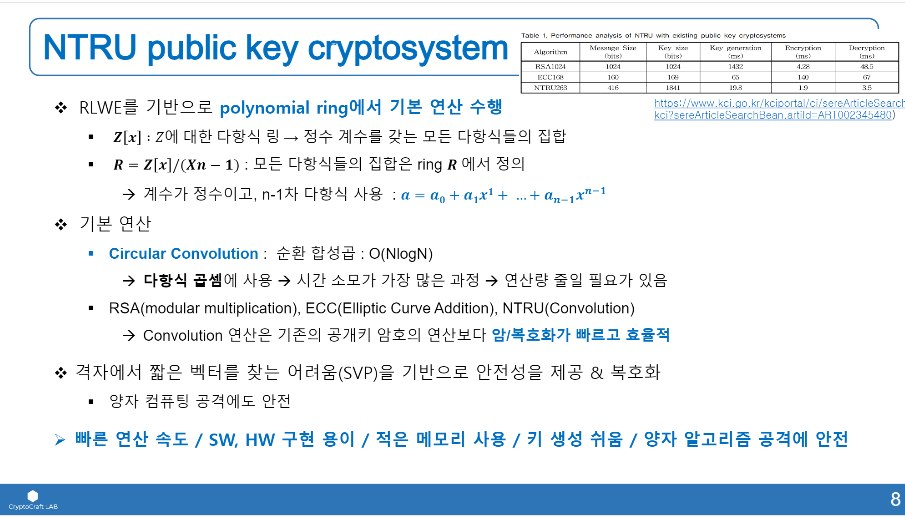 NTRU public key cryptosystem
Table 1. Performance analysis of NTRU with existing public key cryptosystems
Algorithm Message Size (bits) Key size (bits) Key generation (ms) Encryption (ms) Decryption (ms)
RSA1024 1024 1024 1432 4.28 48.5
ECC168 160 169 65 140 67
NTRU263 416 1841 19.8 1.9 3.5
https://www.kci.go.kr/kciportal/ci/sereArticleSearch
kci?sereArticleSearchBean.artiId=ART002345480)
❖ RLWE를 기반으로 polynomial ring에서 기본 연산 수행
▪ Z[x] : Z에 대한 다항식 링 → 정수 계수를 갖는 모든 다항식들의 집합
▪ R = Z[x]/(Xn − 1) : 모든 다항식들의 집합은 ring R 에서 정의
→ 계수가 정수이고, n-1차 다항식 사용 : a = a₀ + a₁x¹ + … + aₙ₋₁xⁿ⁻¹
❖ 기본 연산
▪ Circular Convolution : 순환 합성곱 : O(NlogN)
→ 다항식 곱셈에 사용 → 시간 소모가 가장 많은 과정 → 연산량 줄일 필요가 있음
▪ RSA(modular multiplication), ECC(Elliptic Curve Addition), NTRU(Convolution)
→ Convolution 연산은 기존의 공개키 암호의 연산보다 암/복호화가 빠르고 효율적
❖ 격자에서 짧은 벡터를 찾는 어려움(SVP)을 기반으로 안전성을 제공 & 복호화
▪ 양자 컴퓨팅 공격에도 안전
➢ 빠른 연산 속도 / SW, HW 구현 용이 / 적은 메모리 사용 / 키 생성 쉬움 / 양자 알고리즘 공격에 안전
CryptoCraft LAB
8